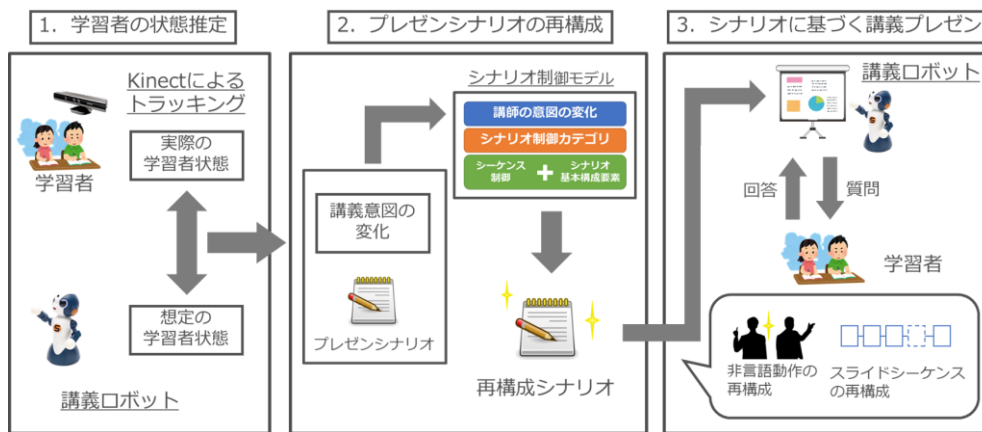 1. 学習者の状態推定
Kinectによる
トラッキング
実際の
学習者状態
学習者
想定の
学習者状態
講義ロボット
2. プレゼンシナリオの再構成
シナリオ制御モデル
講師の意図の変化
シナリオ制御カテゴリ
シーケンス
制御
シナリオ
基本構成要素
講義意図の
変化
プレゼンシナリオ
再構成シナリオ
3. シナリオに基づく講義プレゼン
講義ロボット
回答
質問
学習者
非言語動作の
再構成
スライドシーケンス
の再構成